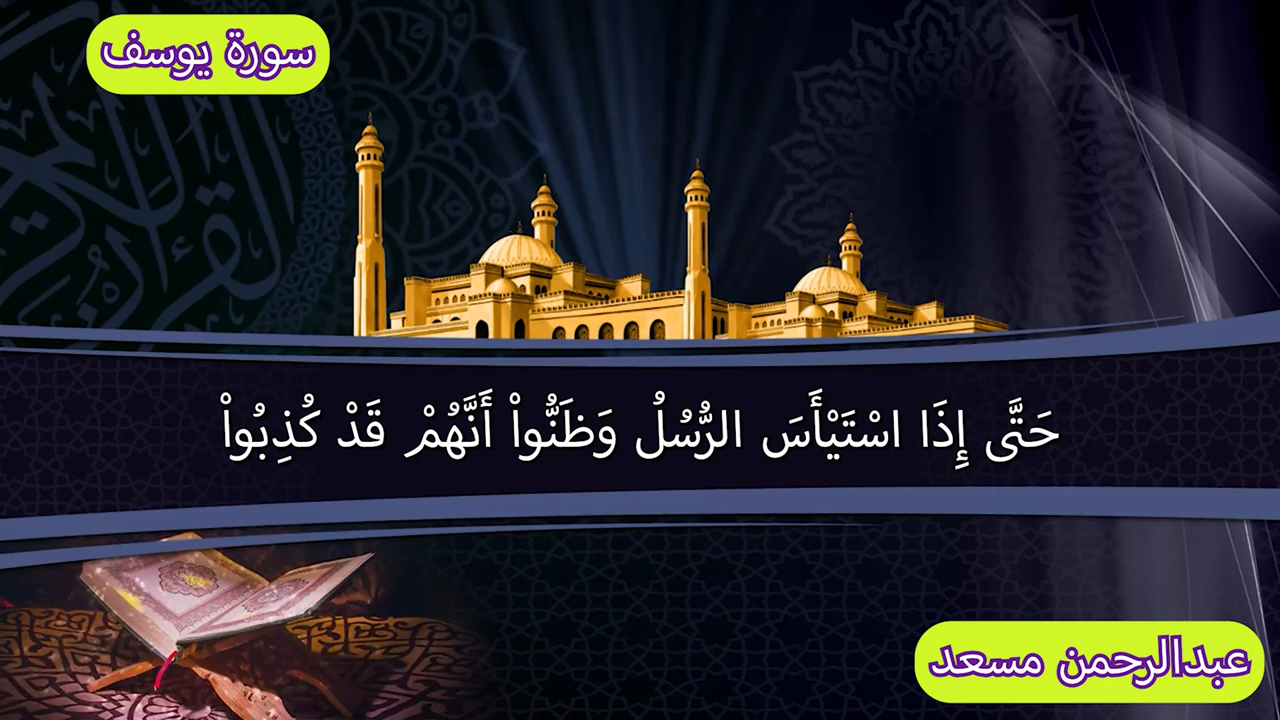 سورة يوسف
حَتَّى إِذَا اسْتَيْأَسَ الرُّسُلُ وَظَنُّواْ أَنَّهُمْ قَدْ كُذِبُواْ
عبدالرحمن مسعد